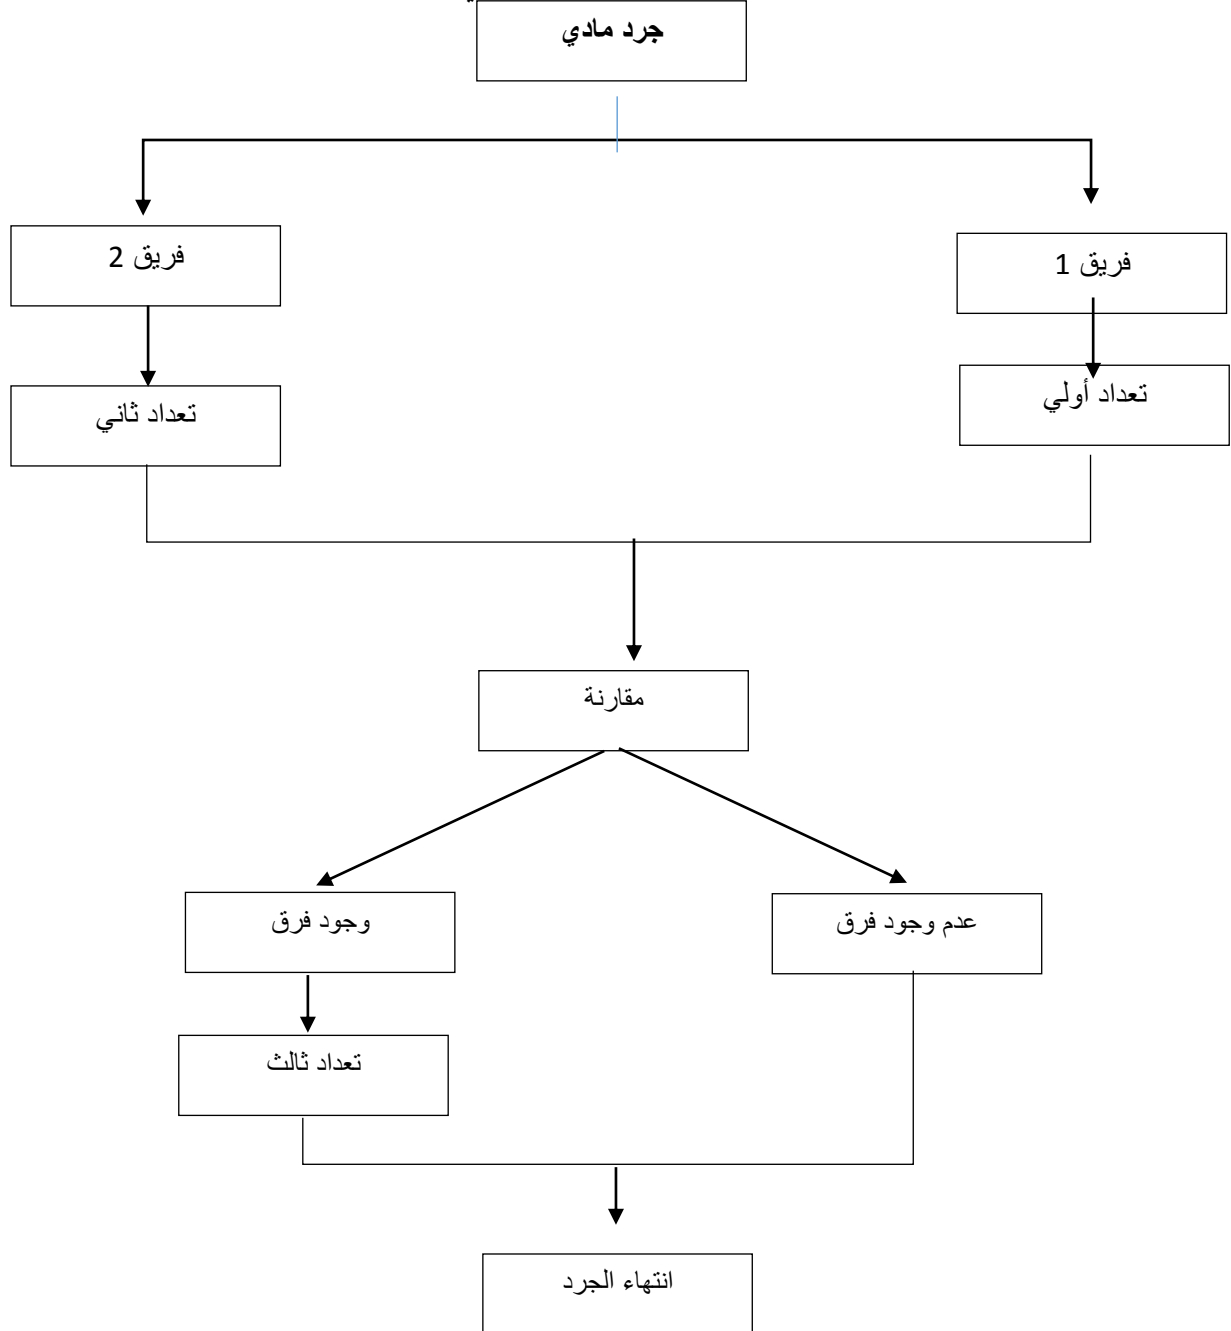 جرد مادي
فريق 1
فريق 2
تعداد أولي
تعداد ثاني
مقارنة
عدم وجود فرق
وجود فرق
تعداد ثالث
انتهاء الجرد